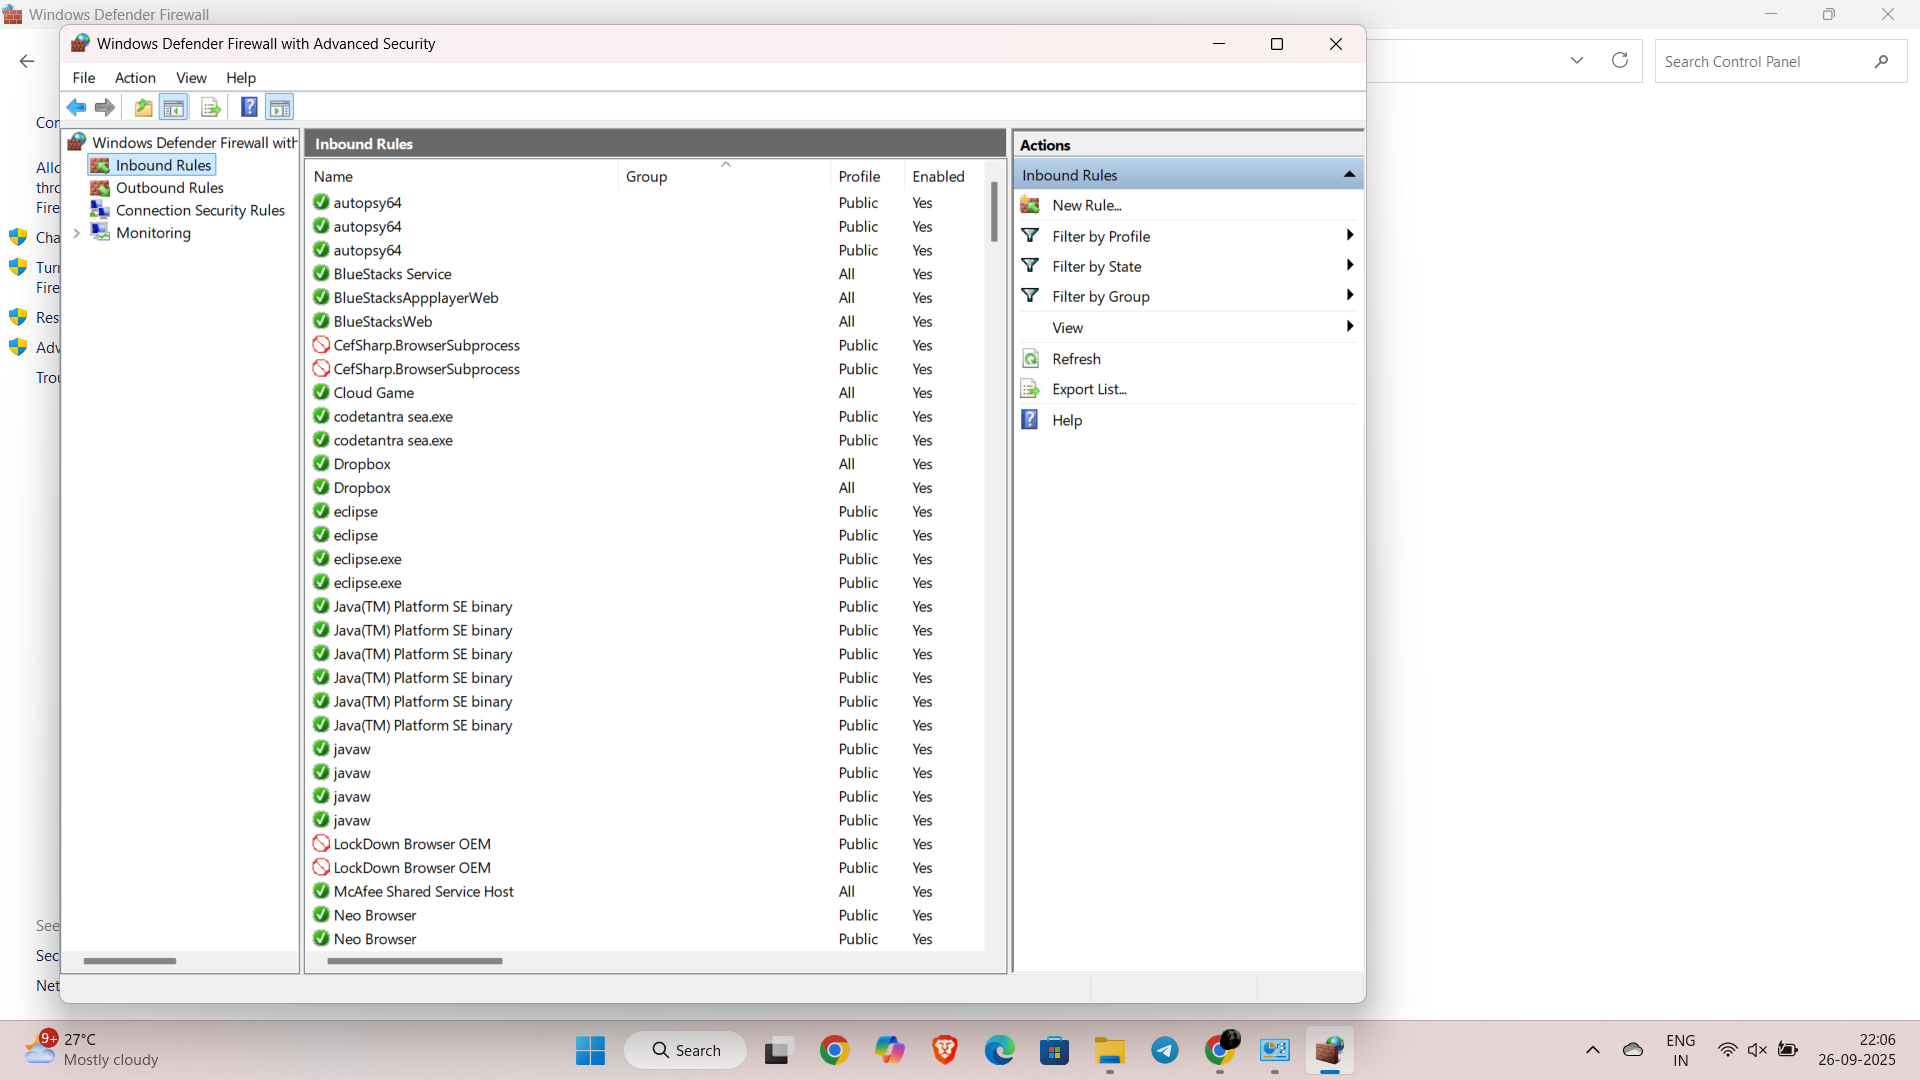 Windows Defender Firewall
Windows Defender Firewall with Advanced Security
File Action View Help
Search Control Panel
Windows Defender Firewall with
Inbound Rules
Outbound Rules
Connection Security Rules
Monitoring
Inbound Rules
Name Group Profile Enabled
autopsy64 Public Yes
autopsy64 Public Yes
autopsy64 Public Yes
BlueStacks Service All Yes
BlueStacksAppplayerWeb All Yes
BlueStacksWeb All Yes
CefSharp.BrowserSubprocess Public Yes
CefSharp.BrowserSubprocess Public Yes
Cloud Game All Yes
codetantra sea.exe Public Yes
codetantra sea.exe Public Yes
Dropbox All Yes
Dropbox All Yes
eclipse Public Yes
eclipse Public Yes
eclipse.exe Public Yes
eclipse.exe Public Yes
Java(TM) Platform SE binary Public Yes
Java(TM) Platform SE binary Public Yes
Java(TM) Platform SE binary Public Yes
Java(TM) Platform SE binary Public Yes
Java(TM) Platform SE binary Public Yes
Java(TM) Platform SE binary Public Yes
javaw Public Yes
javaw Public Yes
javaw Public Yes
javaw Public Yes
LockDown Browser OEM Public Yes
LockDown Browser OEM Public Yes
McAfee Shared Service Host All Yes
Neo Browser Public Yes
Neo Browser Public Yes
Actions
Inbound Rules
New Rule...
Filter by Profile
Filter by State
Filter by Group
View
Refresh
Export List...
Help
See
Sec
Net
9+
27°C
Mostly cloudy
Search
ENG
IN
22:06
26-09-2025